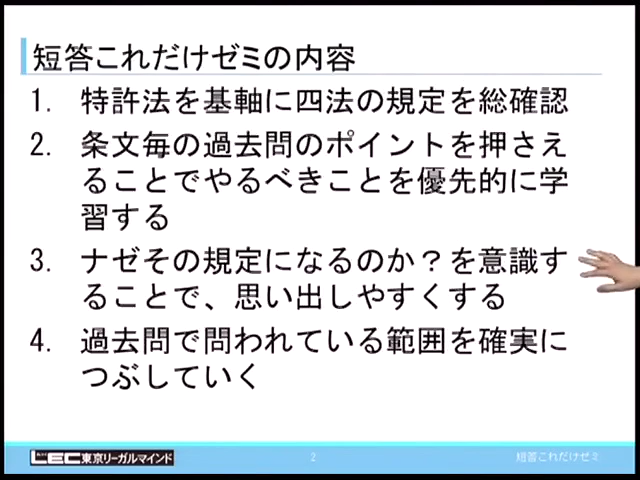 短答これだけゼミの内容
1. 特許法を基軸に四法の規定を総確認
2. 条文毎の過去問のポイントを押さえ
ることでやるべきことを優先的に学
習する
3. ナゼその規定になるのか？を意識す
ることで、思い出しやすくする
4. 過去問で問われている範囲を確実に
つぶしていく
LEC東京リーガルマインド
2
短答これだけゼミ